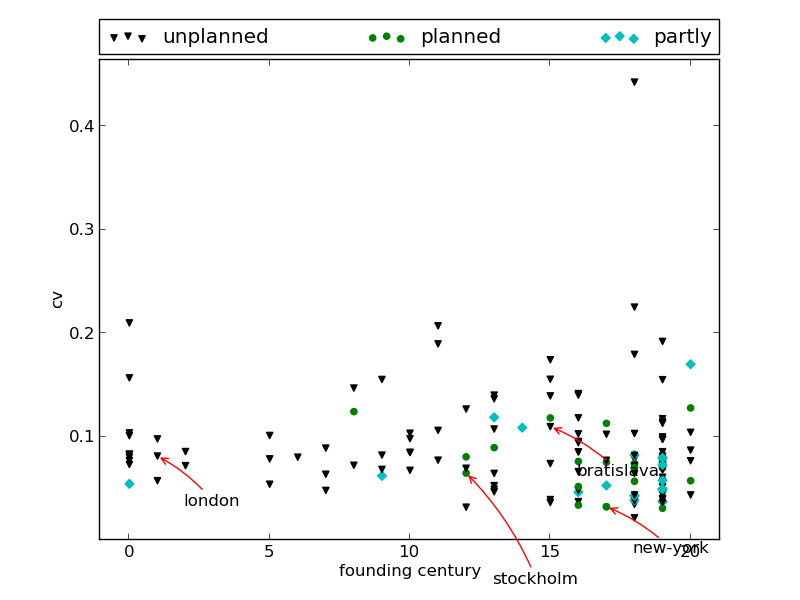 unplanned planned partly
0.4
0.3
cv
0.2
0.1
bratislava
london
new-york
0 5 10 15 20
founding century
stockholm